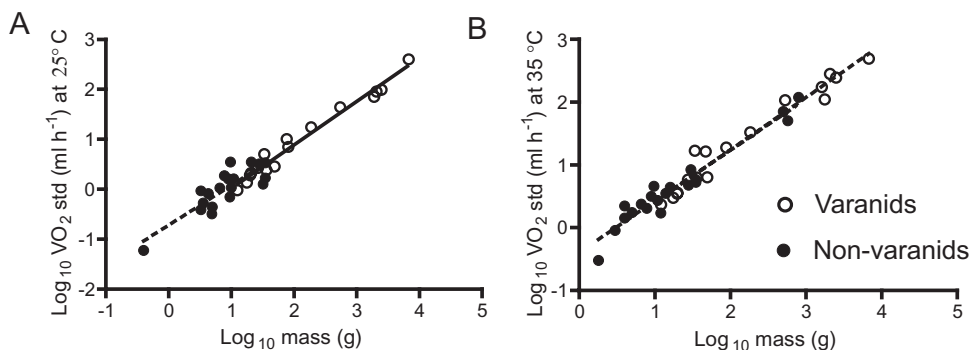 A
Log10 VO2 std (ml h-1) at 25° C
3
2
1
0
-1
-2
-1 0 1 2 3 4 5
Log10 mass (g)
B
Log10 VO2 std (ml h-1) at 35 °C
3
2
1
0
-1
0 1 2 3 4 5
Log10 mass (g)
Varanids
Non-varanids